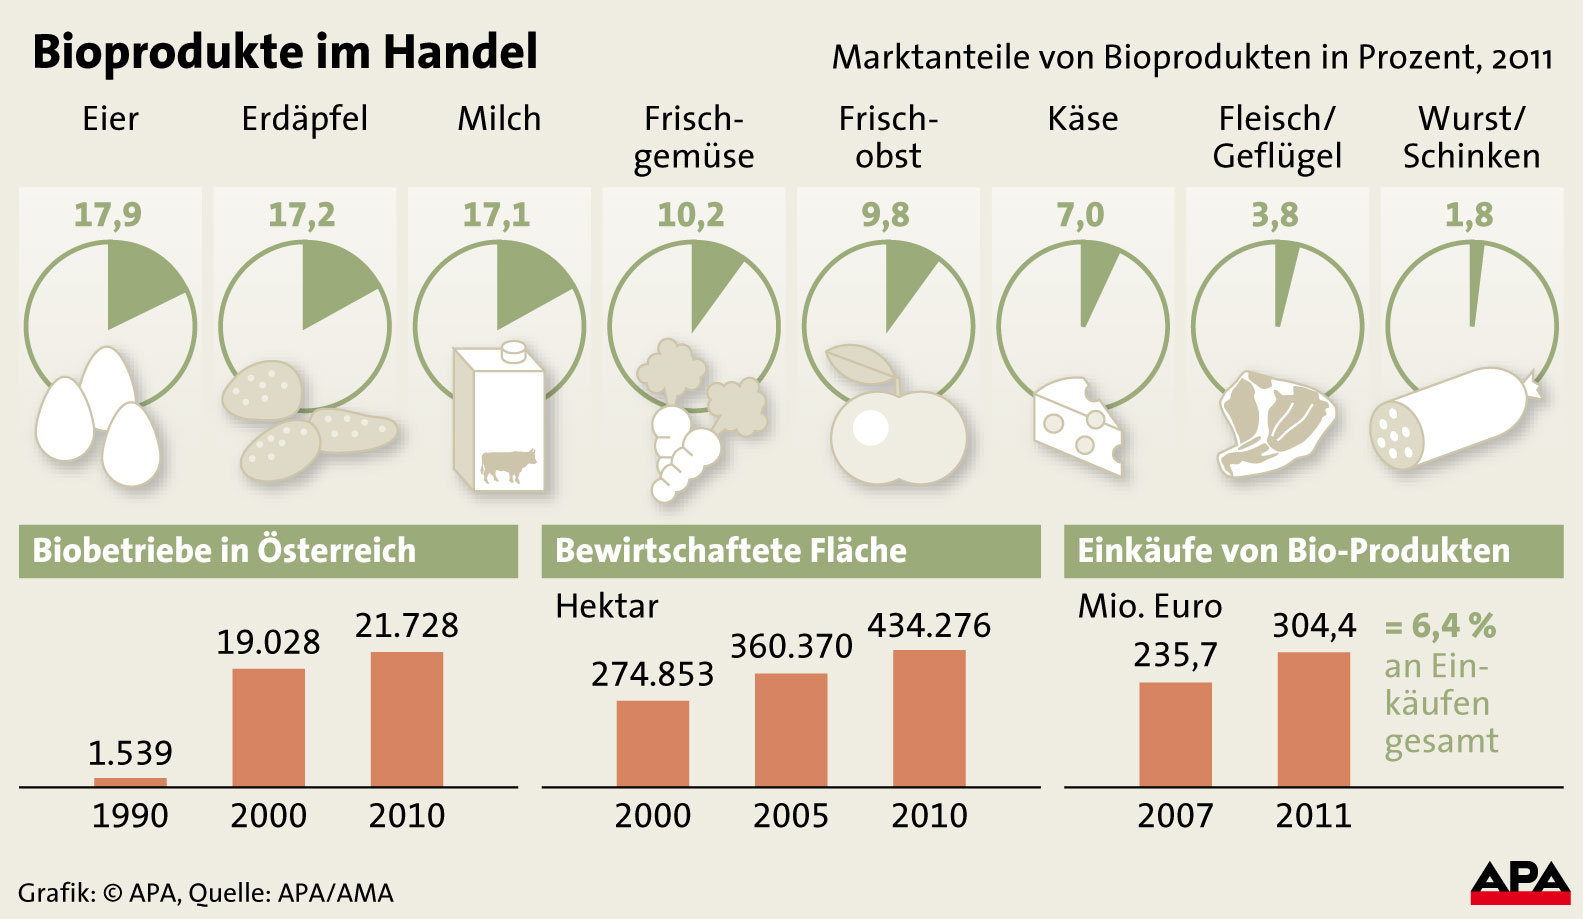 Bioprodukte im Handel
Marktanteile von Bioprodukten in Prozent, 2011
Eier
Erdäpfel
Milch
Frisch-
gemüse
Frisch-
obst
Käse
Fleisch/
Geflügel
Wurst/
Schinken
17,9
17,2
17,1
10,2
9,8
7,0
3,8
1,8
Biobetriebe in Österreich
1.539
19.028
21.728
1990
2000
2010
Bewirtschaftete Fläche
Hektar
274.853
360.370
434.276
2000
2005
2010
Einkäufe von Bio-Produkten
Mio. Euro
235,7
304,4
= 6,4 %
an Ein-
käufen
gesamt
2007
2011
Grafik: © APA, Quelle: APA/AMA
APA